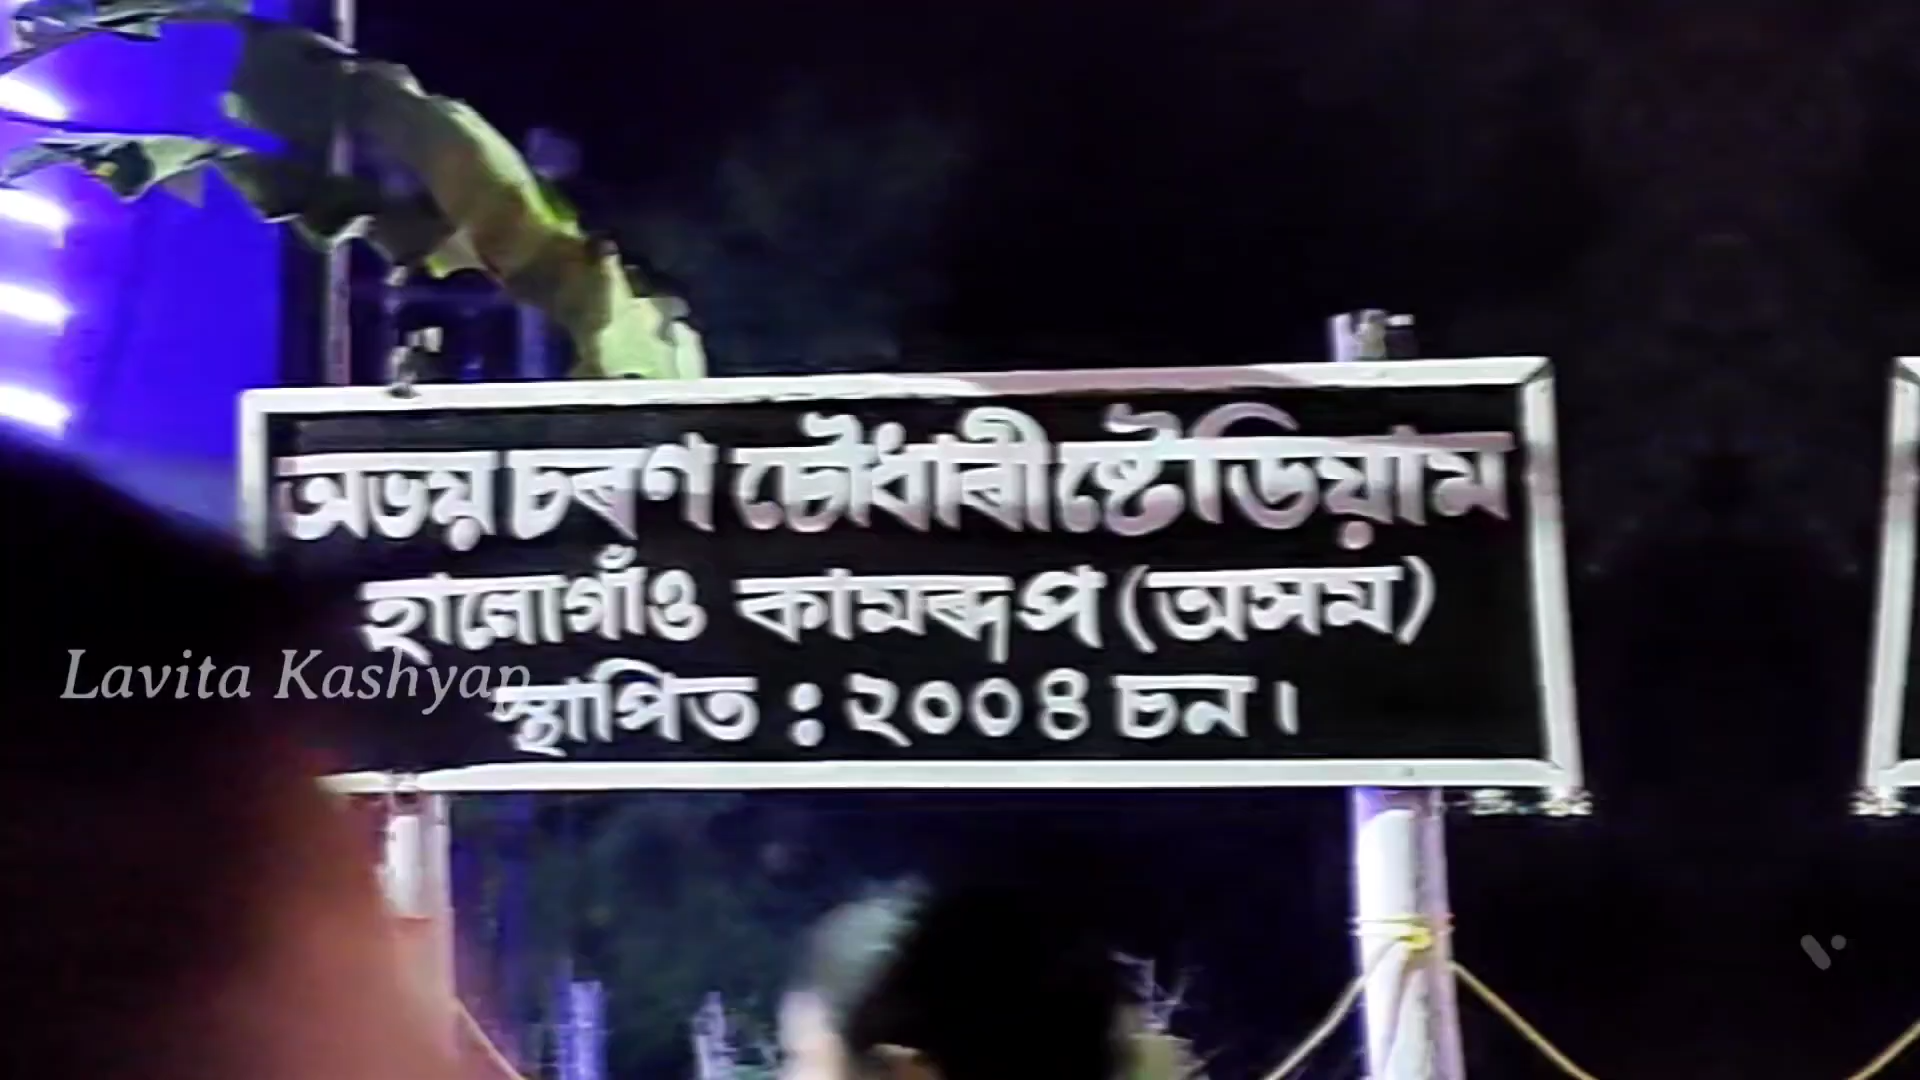 অভয় চৰণ চৌধাৰী ষ্টেডিয়াম
হালোগাঁও কামৰূপ (অসম)
স্থাপিত : ২০০৪ চন।
Lavita Kashyap